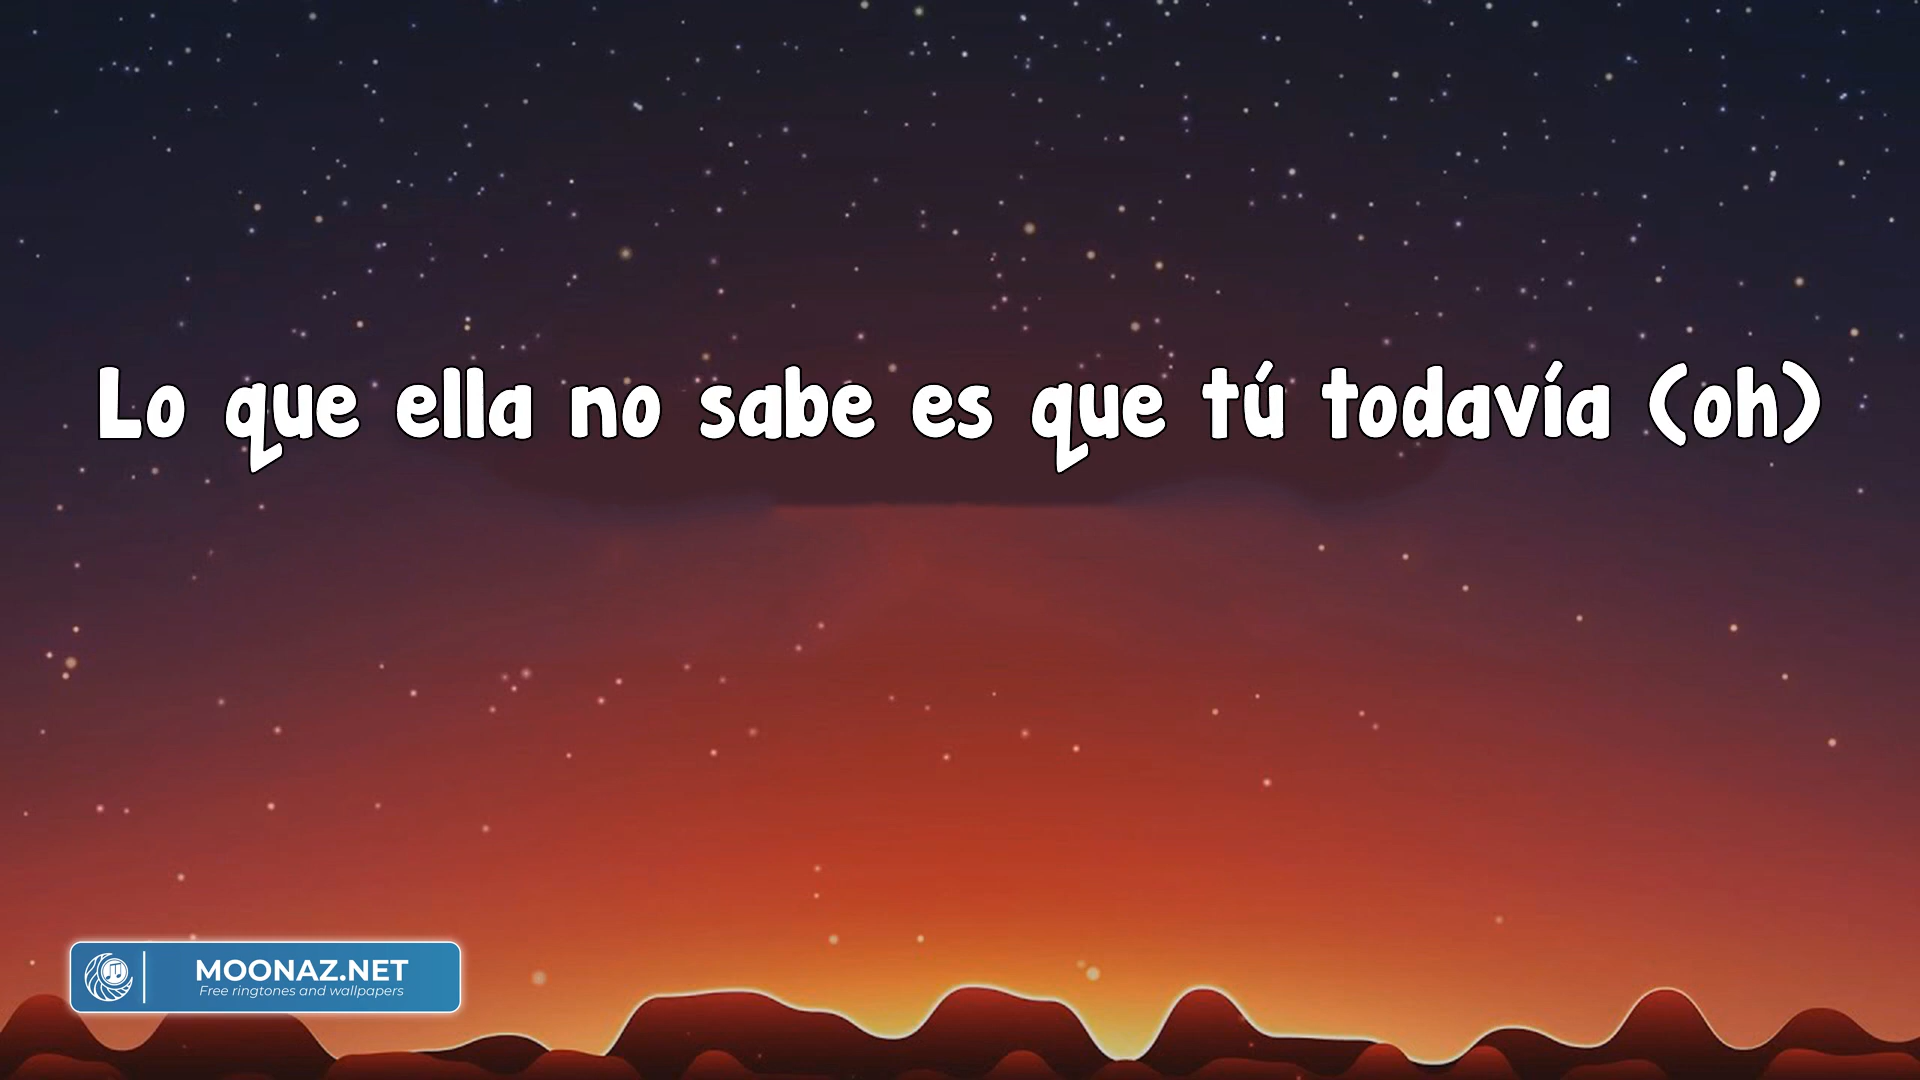 Lo que ella no sabe es que tú todavía (oh)
MOONAZ.NET
Free ringtones and wallpapers